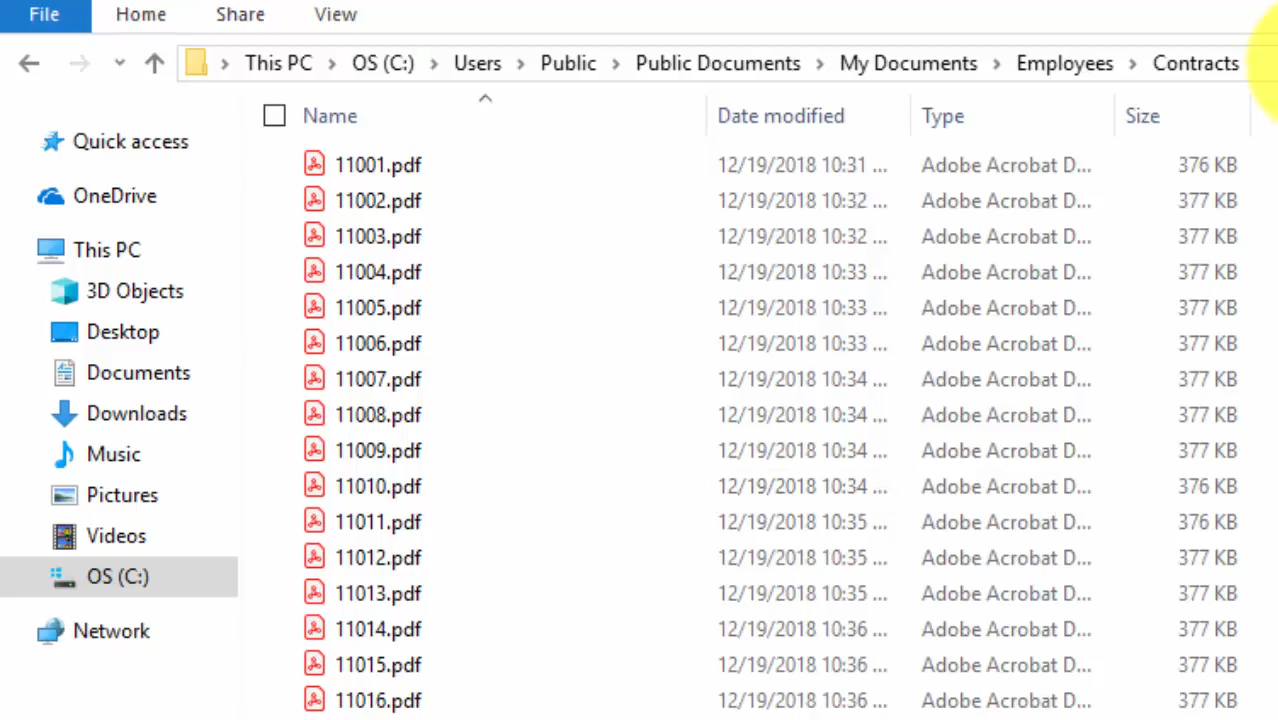 File Home Share View
This PC > OS (C:) > Users > Public > Public Documents > My Documents > Employees > Contracts
Name Date modified Type Size
Quick access
OneDrive
This PC
3D Objects
Desktop
Documents
Downloads
Music
Pictures
Videos
OS (C:)
Network
11001.pdf 12/19/2018 10:31 ... Adobe Acrobat D... 376 KB
11002.pdf 12/19/2018 10:32 ... Adobe Acrobat D... 377 KB
11003.pdf 12/19/2018 10:32 ... Adobe Acrobat D... 377 KB
11004.pdf 12/19/2018 10:33 ... Adobe Acrobat D... 377 KB
11005.pdf 12/19/2018 10:33 ... Adobe Acrobat D... 377 KB
11006.pdf 12/19/2018 10:33 ... Adobe Acrobat D... 377 KB
11007.pdf 12/19/2018 10:34 ... Adobe Acrobat D... 377 KB
11008.pdf 12/19/2018 10:34 ... Adobe Acrobat D... 377 KB
11009.pdf 12/19/2018 10:34 ... Adobe Acrobat D... 377 KB
11010.pdf 12/19/2018 10:34 ... Adobe Acrobat D... 376 KB
11011.pdf 12/19/2018 10:35 ... Adobe Acrobat D... 376 KB
11012.pdf 12/19/2018 10:35 ... Adobe Acrobat D... 377 KB
11013.pdf 12/19/2018 10:35 ... Adobe Acrobat D... 377 KB
11014.pdf 12/19/2018 10:36 ... Adobe Acrobat D... 377 KB
11015.pdf 12/19/2018 10:36 ... Adobe Acrobat D... 377 KB
11016.pdf 12/19/2018 10:36 ... Adobe Acrobat D... 377 KB